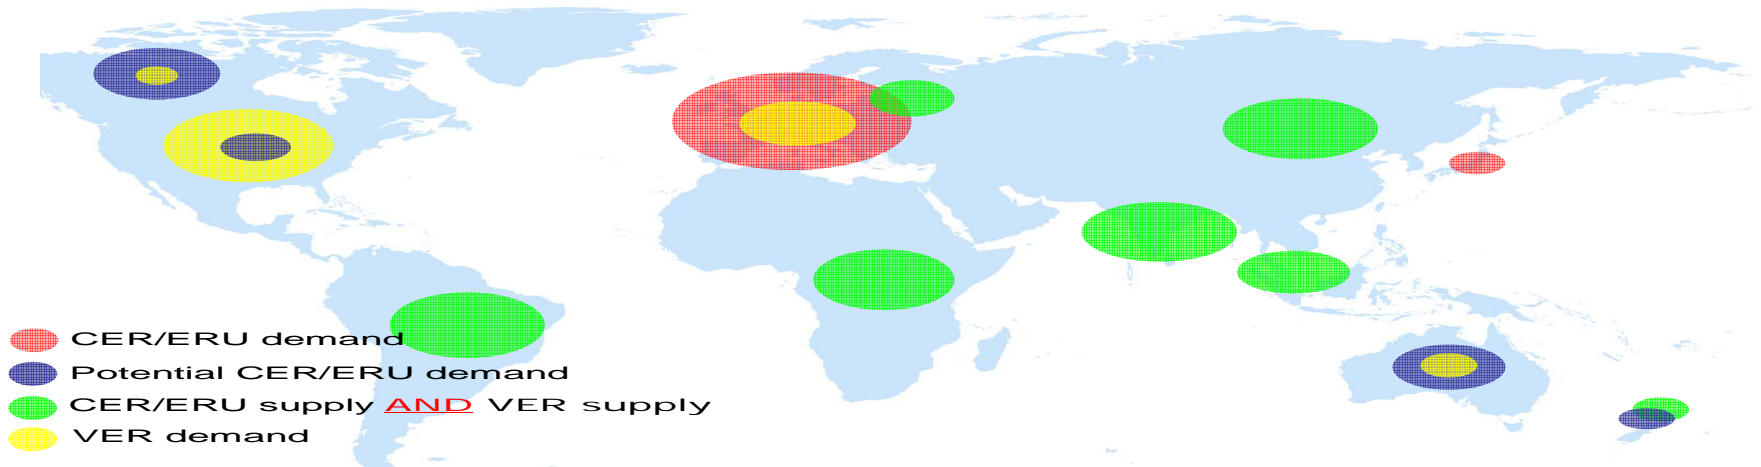 CER/ERU demand
Potential CER/ERU demand
CER/ERU supply AND VER supply
VER demand